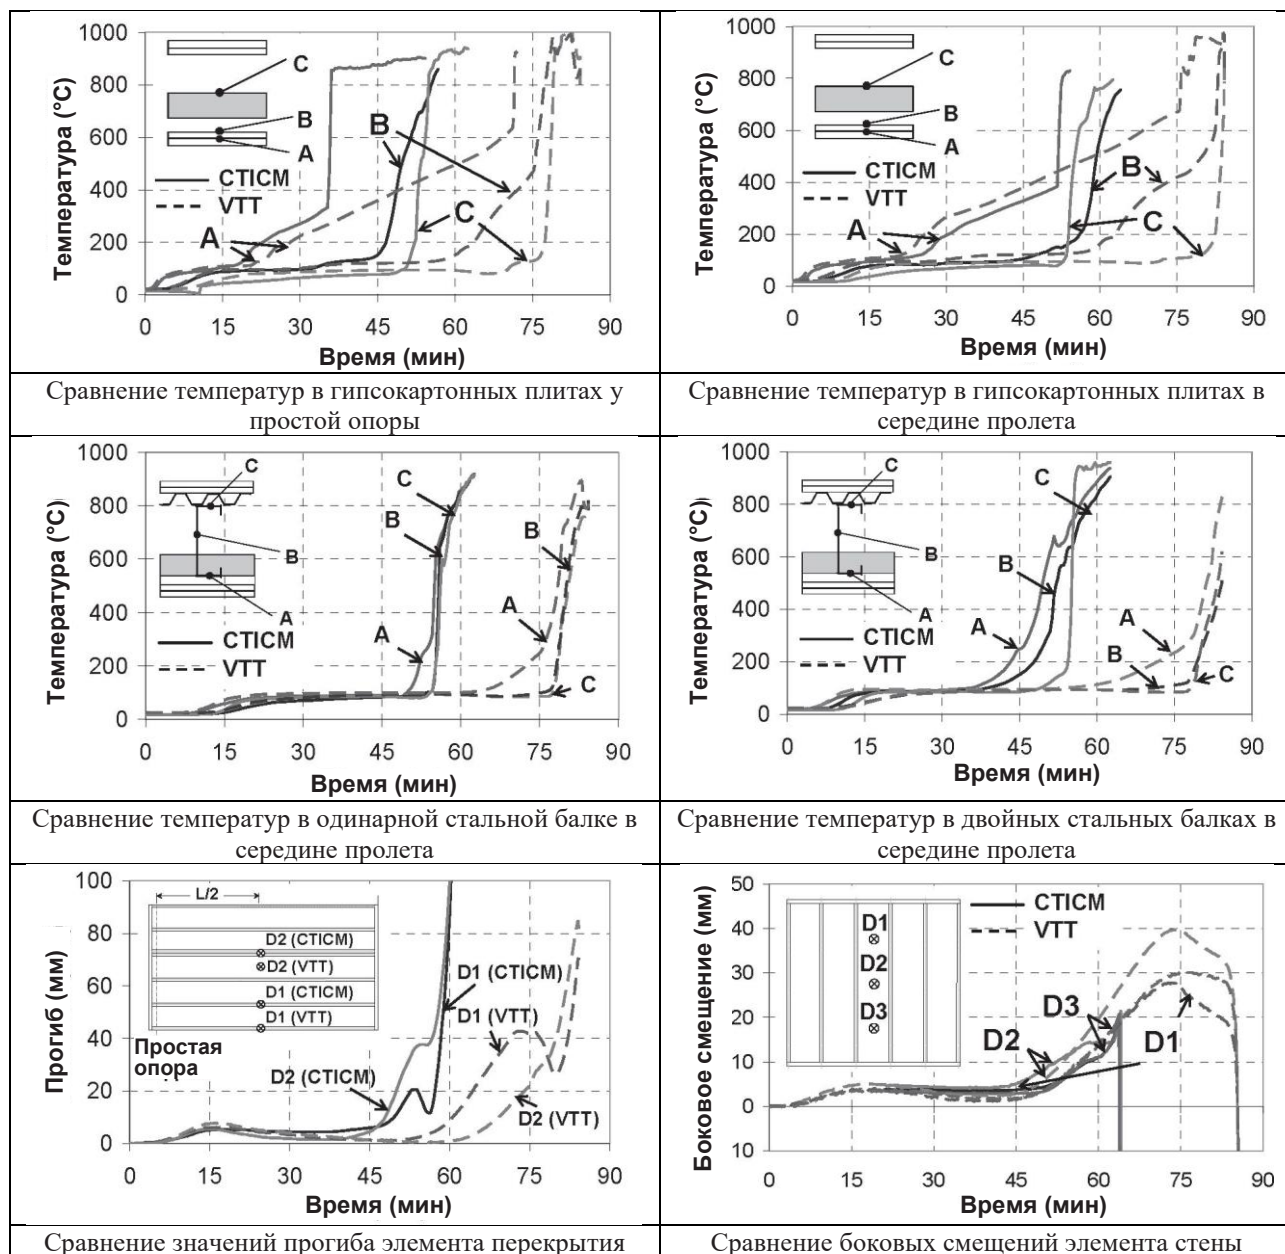 1000
800
600
400
200
0
Температура (°C)
C
B
A
CTICM
VTT
A
B
C
0 15 30 45 60 75 90
Время (мин)
1000
800
600
400
200
0
Температура (°C)
C
B
A
CTICM
VTT
A
B
C
0 15 30 45 60 75 90
Время (мин)
Сравнение температур в гипсокартонных плитах у
простой опоры
Сравнение температур в гипсокартонных плитах в
середине пролета
1000
800
600
400
200
0
Температура (°C)
C
B
A
CTICM
VTT
C
B
A
B
A
C
0 15 30 45 60 75 90
Время (мин)
1000
800
600
400
200
0
Температура (°C)
C
B
A
CTICM
VTT
C
B
A
A
B
C
0 15 30 45 60 75 90
Время (мин)
Сравнение температур в одинарной стальной балке в
середине пролета
Сравнение температур в двойных стальных балках в
середине пролета
100
80
60
40
20
0
Прогиб (мм)
L/2
D2 (CTICM)
D2 (VTT)
D1 (CTICM)
D1 (VTT)
Простая
опора
D1 (CTICM)
D1 (VTT)
D2 (CTICM)
D2 (VTT)
0 15 30 45 60 75 90
Время (мин)
50
40
30
20
10
0
10
Боковое смещение (мм)
D1
D2
D3
CTICM
VTT
D3
D2
D1
0 15 30 45 60 75 90
Время (мин)
Сравнение значений прогиба элемента перекрытия
Сравнение боковых смещений элемента стены